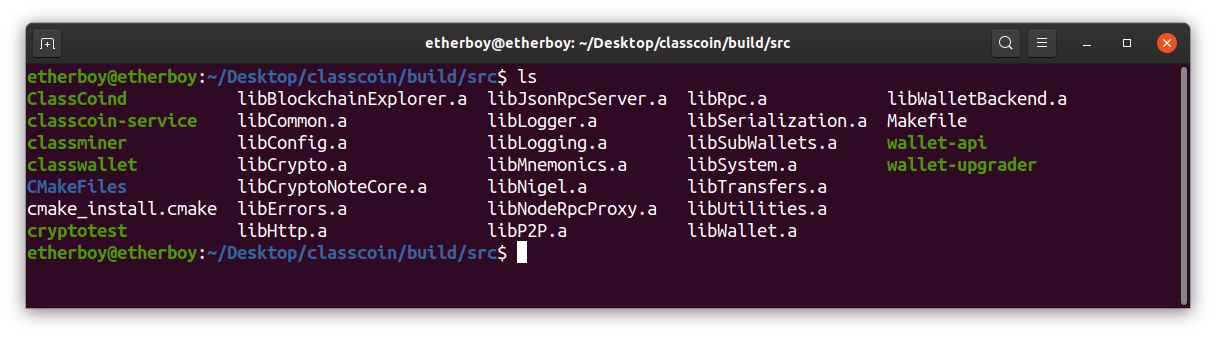 etherboy@etherboy: ~/Desktop/classcoin/build/src
etherboy@etherboy:~/Desktop/classcoin/build/src$ ls
ClassCoind libBlockchainExplorer.a libJsonRpcServer.a libRpc.a libWalletBackend.a
classcoin-service libCommon.a libLogger.a libSerialization.a Makefile
classminer libConfig.a libLogging.a libSubWallets.a wallet-api
classwallet libCrypto.a libMnemonics.a libSystem.a wallet-upgrader
CMakeFiles libCryptoNoteCore.a libNigel.a libTransfers.a
cmake_install.cmake libErrors.a libNodeRpcProxy.a libUtilities.a
cryptotest libHttp.a libP2P.a libWallet.a
etherboy@etherboy:~/Desktop/classcoin/build/src$